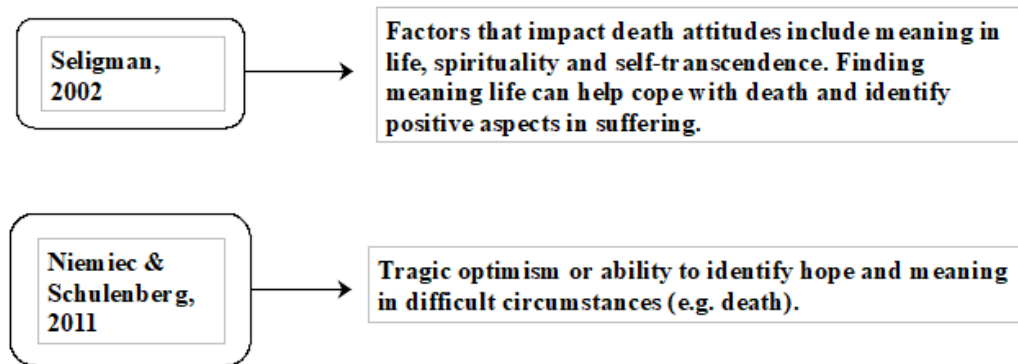 Seligman,
2002
Factors that impact death attitudes include meaning in
life, spirituality and self-transcendence. Finding
meaning life can help cope with death and identify
positive aspects in suffering.
Niemiec &
Schulenberg,
2011
Tragic optimism or ability to identify hope and meaning
in difficult circumstances (e.g. death).